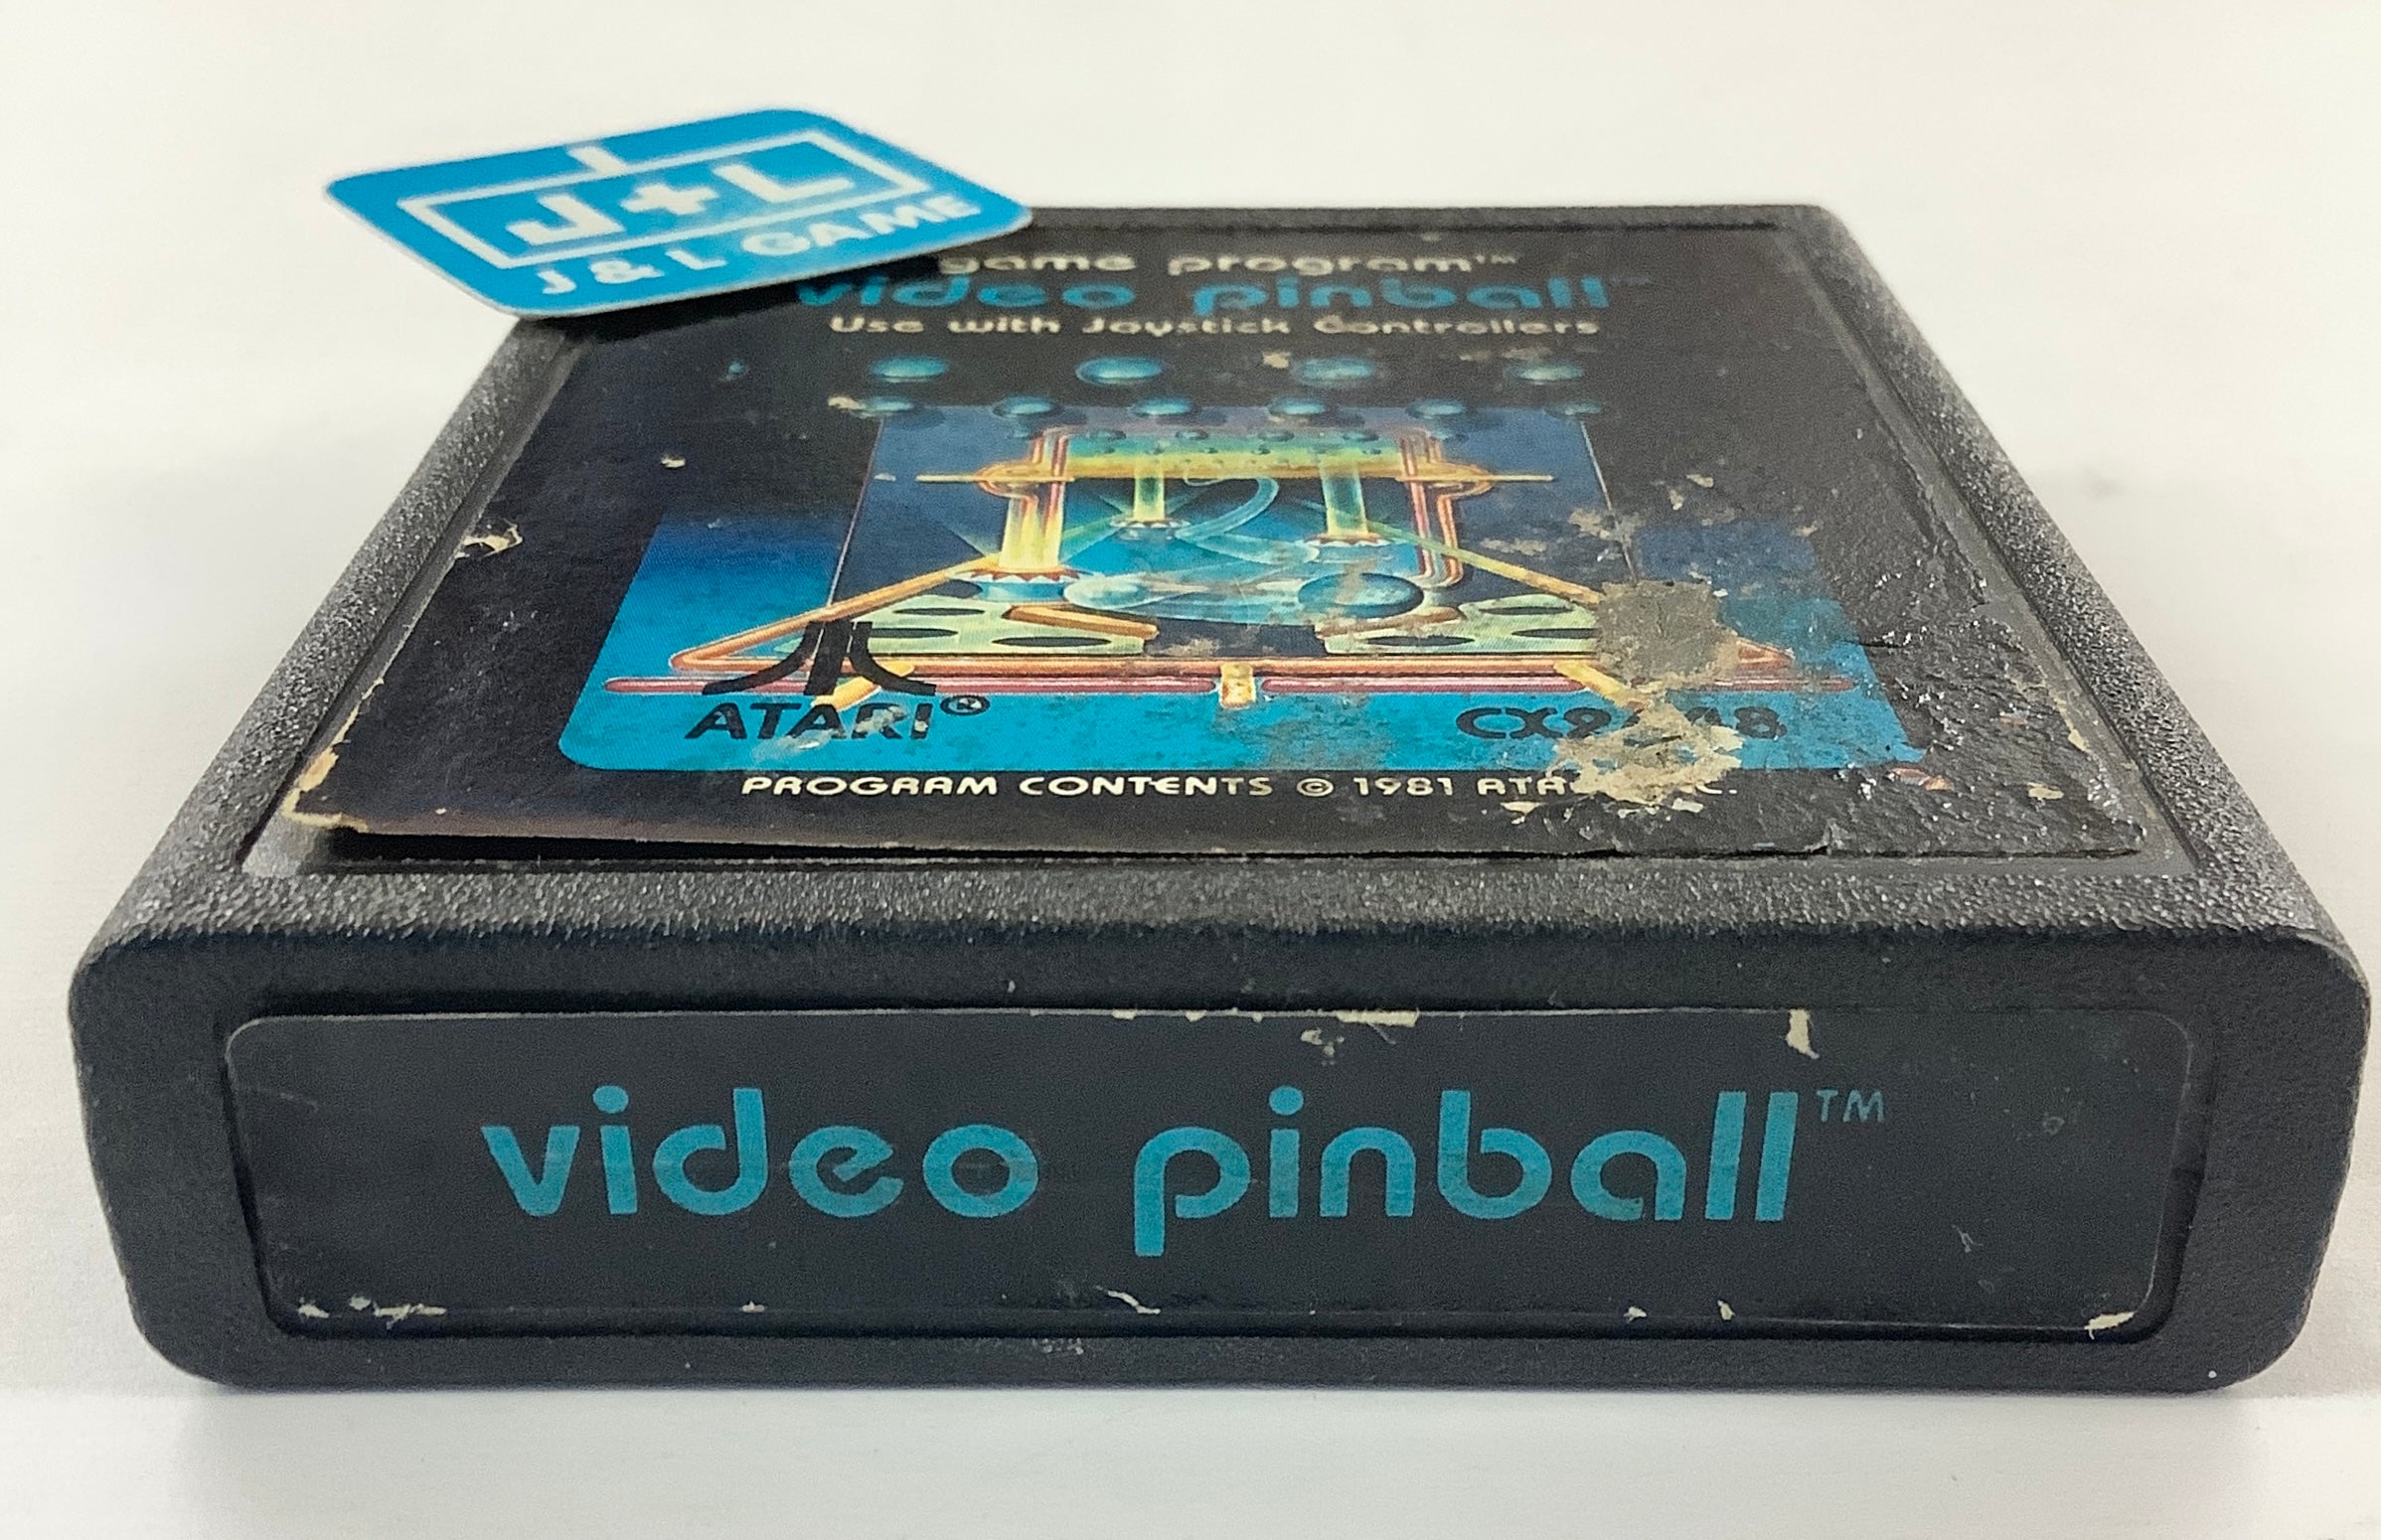 J+L
J & L GAME
game program™
video pinball™
Use with Joystick Controllers
ATARI®
PROGRAM CONTENTS © 1981
video pinball™